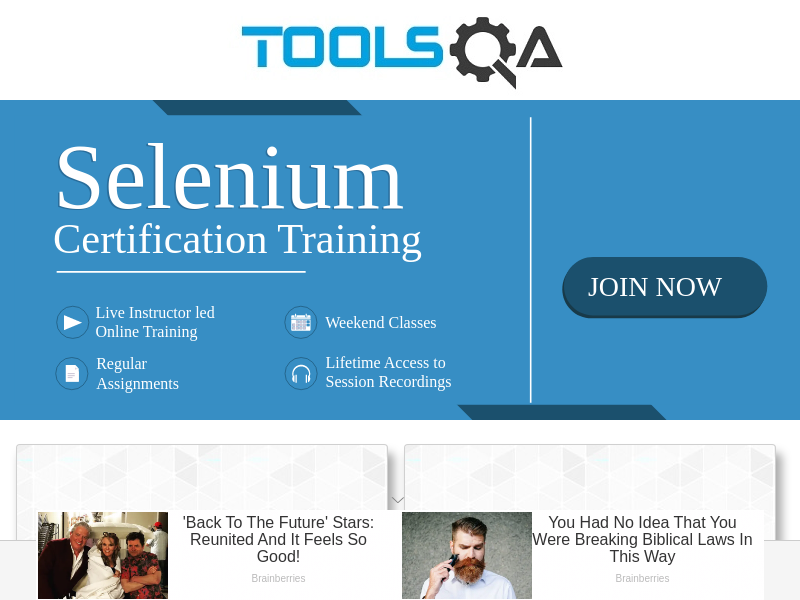 TOOLSQA
Selenium
Certification Training
JOIN NOW
Live Instructor led
Online Training
Weekend Classes
Regular
Assignments
Lifetime Access to
Session Recordings
'Back To The Future' Stars:
Reunited And It Feels So
Good!
Brainberries
You Had No Idea That You
Were Breaking Biblical Laws In
This Way
Brainberries